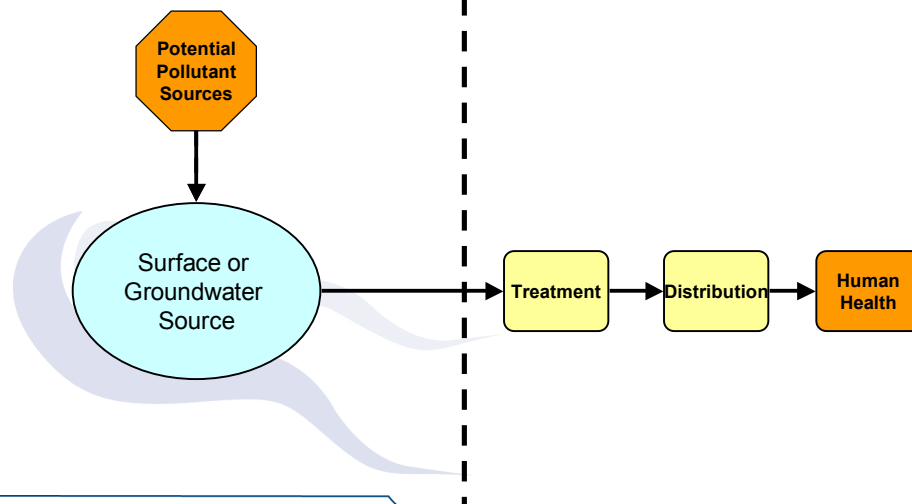 Potential
Pollutant
Sources
Surface or
Groundwater
Source
Treatment
Distribution
Human
Health